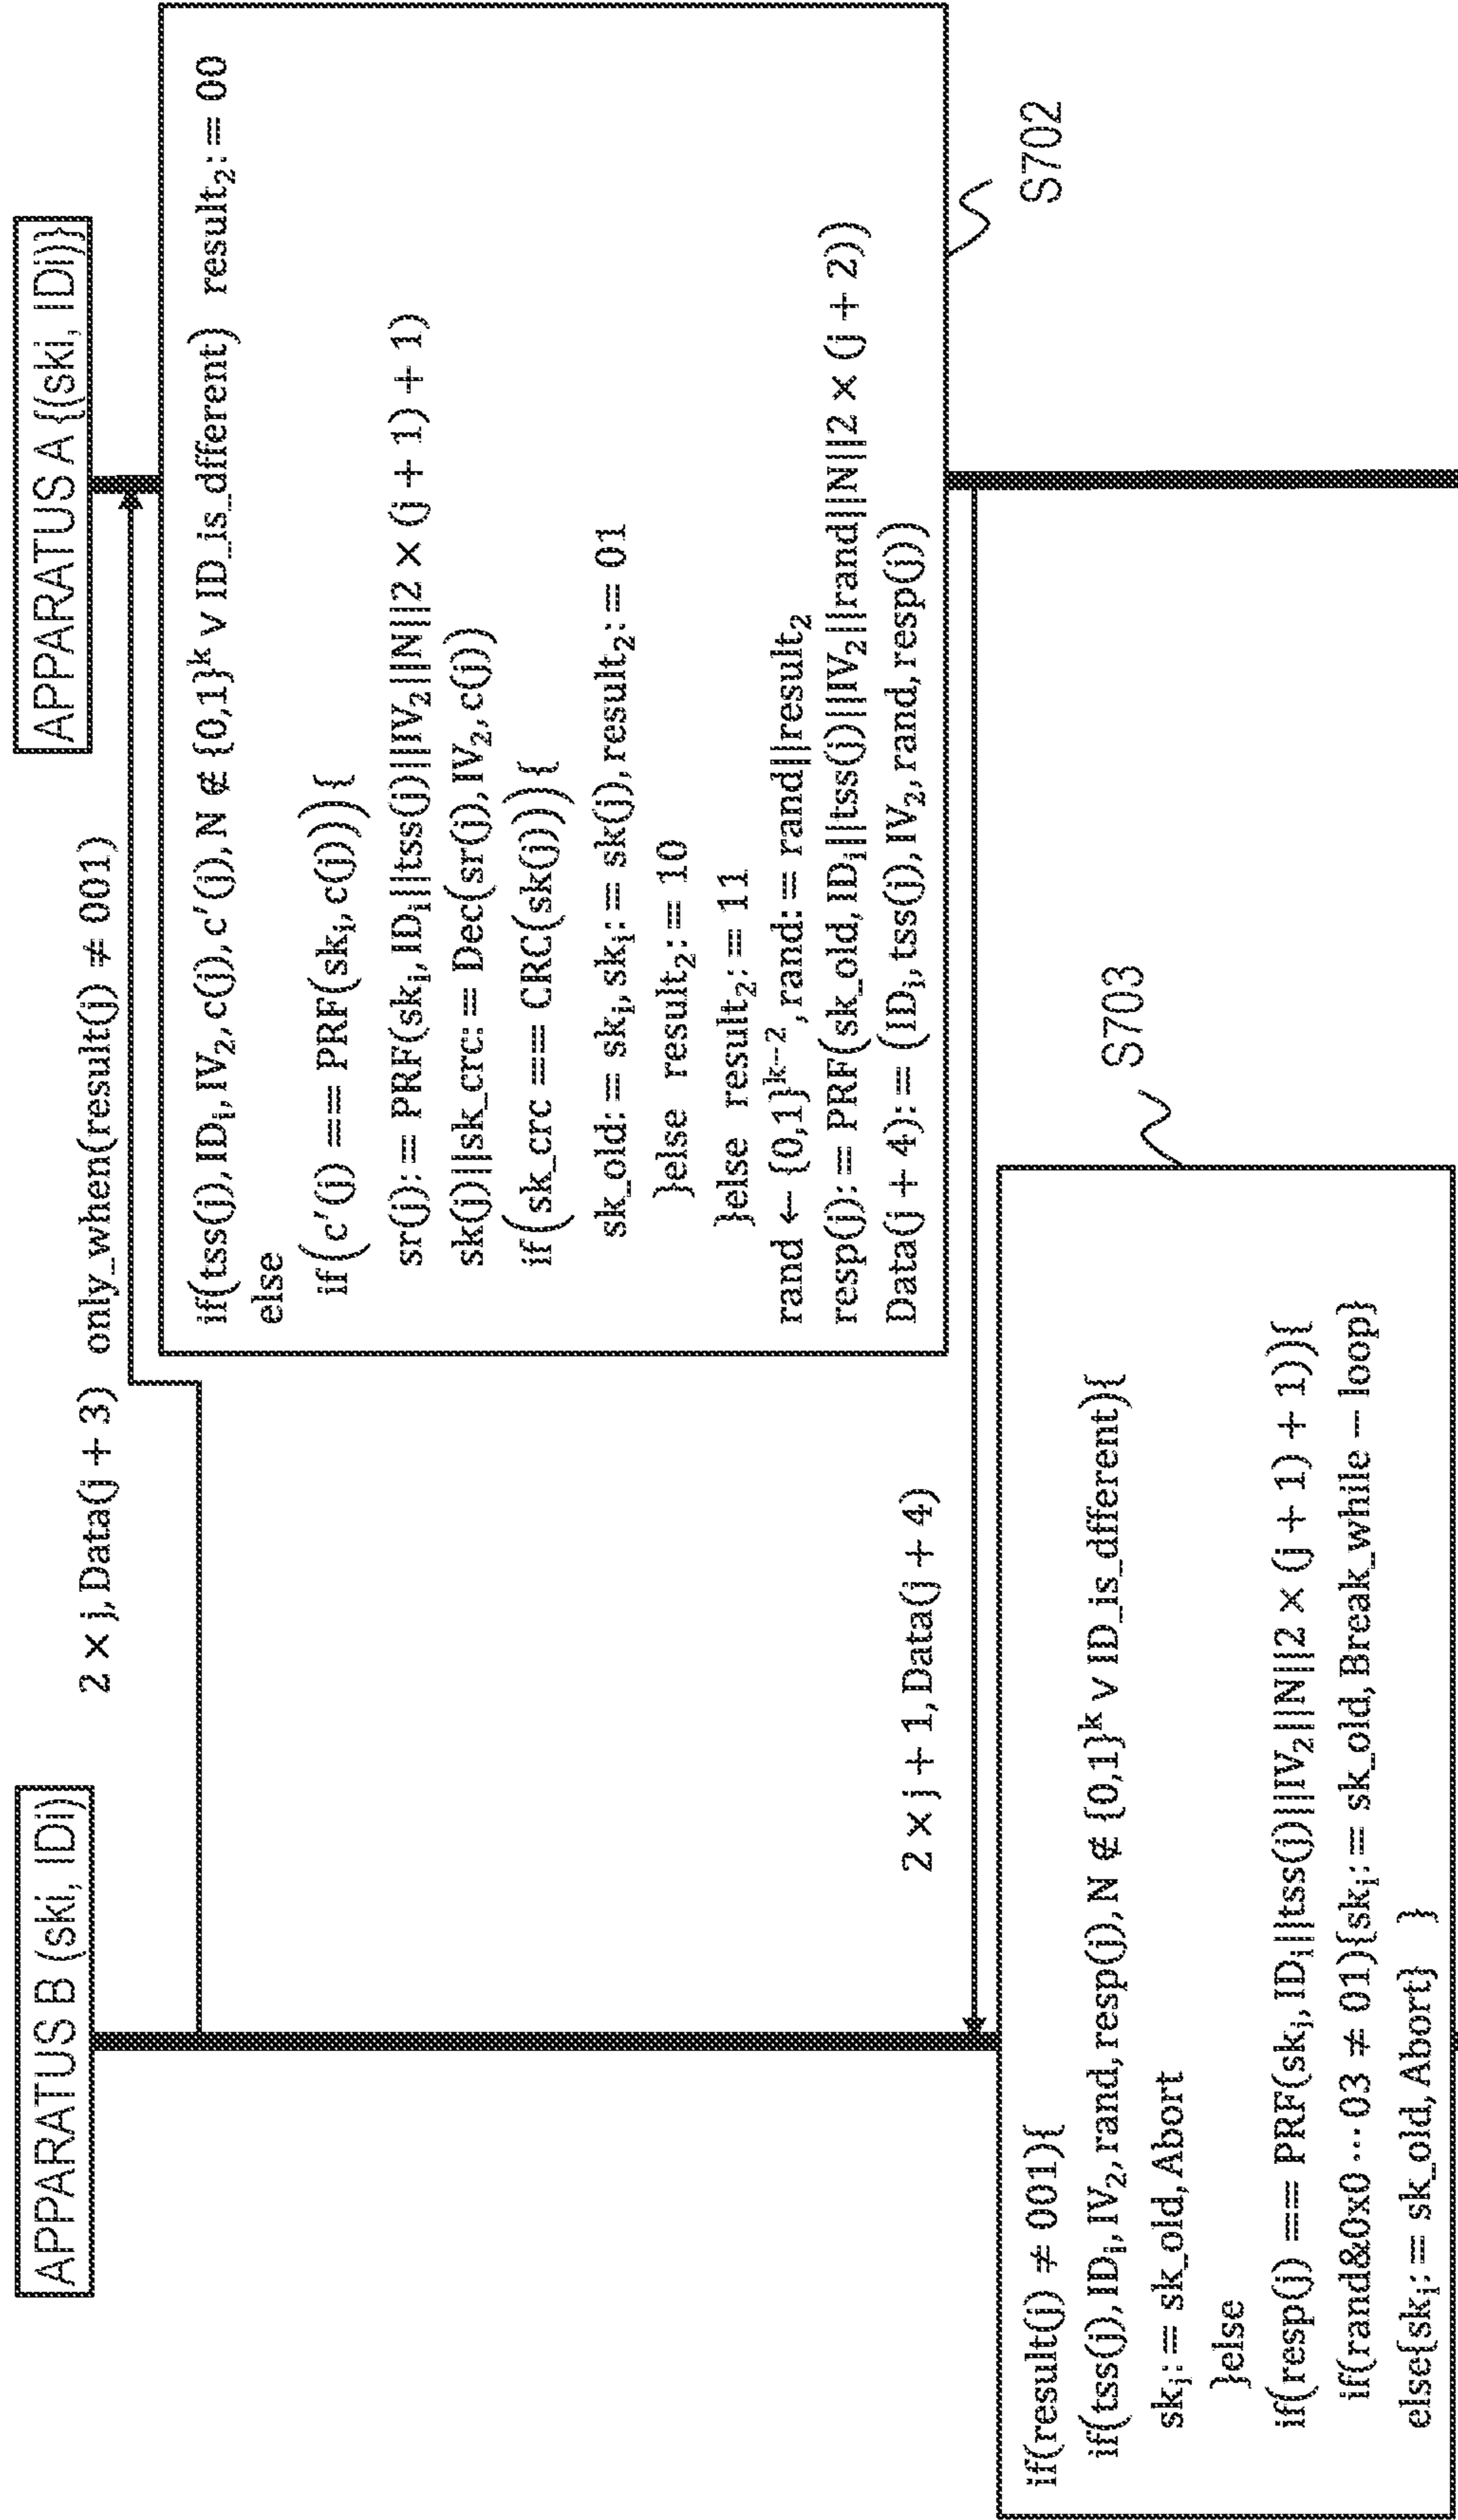 APPARATUS B (ski, IDi)
APPARATUS A {(ski, IDi)}
2 × j, Data(j + 3) only_when(result(j) ≠ 001)
if(tss(j), IDᵢ, IV₂, c(j), c'(j), N ∉ {0,1}ᵏ ∨ ID_is_dfferent) result₂: = 00
else
if(c'(j) == PRF(skᵢ, c(j))){
sr(j): = PRF(skᵢ, IDᵢ||tss(j)||IV₂||N||2 × (j + 1) + 1)
sk(j)||sk_crc: = Dec(sr(j), IV₂, c(j))
if(sk_crc == CRC(sk(j))){
sk_old: = skᵢ, skᵢ: = sk(j), result₂: = 01
}else result₂: = 10
}else result₂: = 11
rand ← {0,1}ᵏ⁻², rand: = rand||result₂
resp(j): = PRF(sk_old, IDᵢ||tss(j)||IV₂||rand||N||2 × (j + 2))
Data(j + 4): = (IDᵢ, tss(j), IV₂, rand, resp(j))
S702
2 × j + 1, Data(j + 4)
S703
if(result(j) ≠ 001){
if(tss(j), IDᵢ, IV₂, rand, resp(j), N ∉ {0,1}ᵏ ∨ ID_is_dfferent){
skᵢ: = sk_old, Abort
}else
if(resp(j) == PRF(skᵢ, IDᵢ||tss(j)||IV₂||N||2 × (j + 1) + 1)){
if(rand&0x0 ⋯ 03 ≠ 01){skᵢ: = sk_old, Break_while − loop}
else{skᵢ: = sk_old, Abort} }